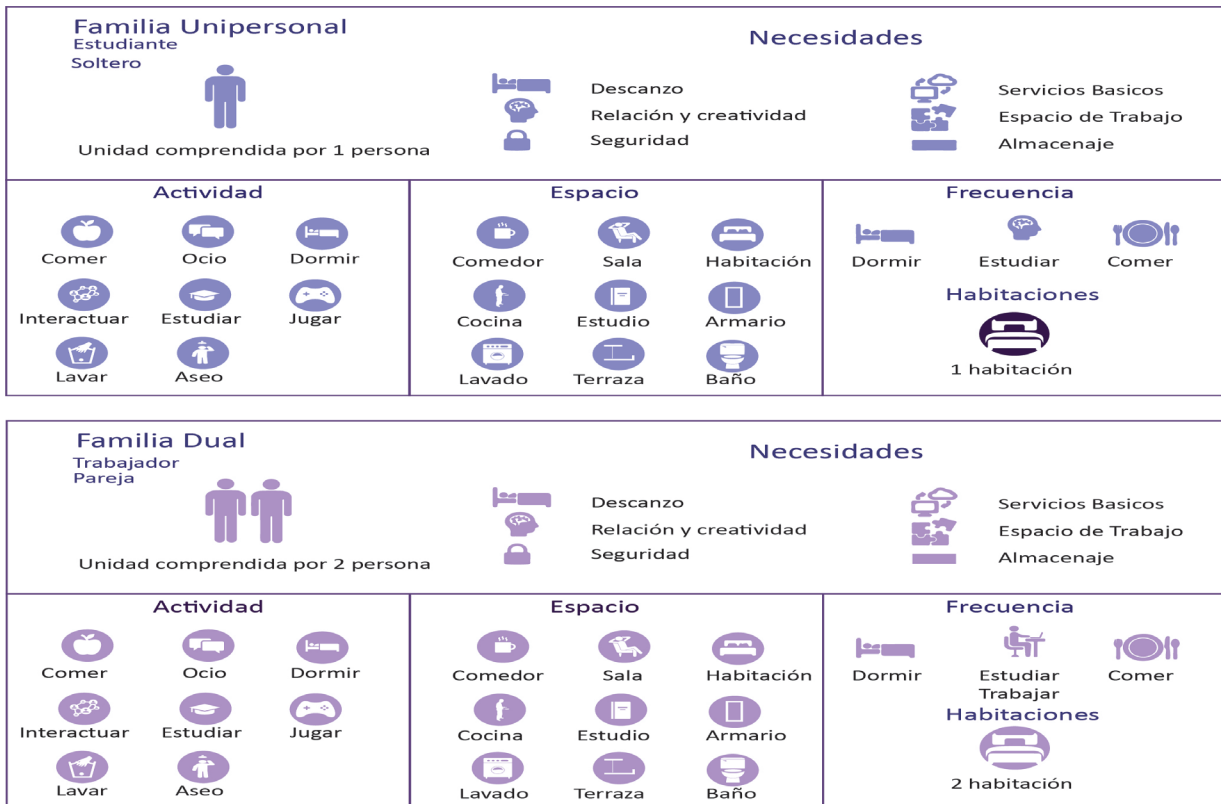 Familia Unipersonal
Estudiante
Soltero
Unidad comprendida por 1 persona
Necesidades
Descanzo
Relación y creatividad
Seguridad
Servicios Basicos
Espacio de Trabajo
Almacenaje
Actividad
Comer
Ocio
Dormir
Interactuar
Estudiar
Jugar
Lavar
Aseo
Espacio
Comedor
Sala
Habitación
Cocina
Estudio
Armario
Lavado
Terraza
Baño
Frecuencia
Dormir
Estudiar
Comer
Habitaciones
1 habitación
Familia Dual
Trabajador
Pareja
Unidad comprendida por 2 persona
Necesidades
Descanzo
Relación y creatividad
Seguridad
Servicios Basicos
Espacio de Trabajo
Almacenaje
Actividad
Comer
Ocio
Dormir
Interactuar
Estudiar
Jugar
Lavar
Aseo
Espacio
Comedor
Sala
Habitación
Cocina
Estudio
Armario
Lavado
Terraza
Baño
Frecuencia
Dormir
Estudiar
Trabajar
Comer
Habitaciones
2 habitación